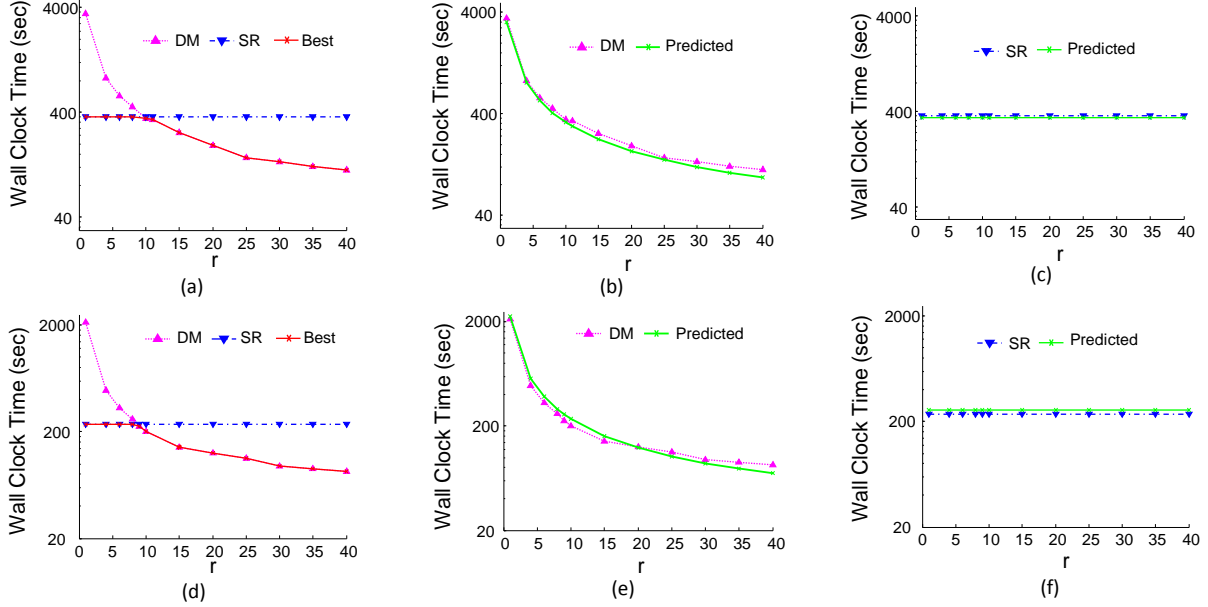 Wall Clock Time (sec)
4000
400
40
DM SR Best
0 5 10 15 20 25 30 35 40
r
(a)
Wall Clock Time (sec)
4000
400
40
DM Predicted
0 5 10 15 20 25 30 35 40
r
(b)
Wall Clock Time (sec)
4000
400
40
SR Predicted
0 5 10 15 20 25 30 35 40
r
(c)
Wall Clock Time (sec)
2000
200
20
DM SR Best
0 5 10 15 20 25 30 35 40
r
(d)
Wall Clock Time (sec)
2000
200
20
DM Predicted
0 5 10 15 20 25 30 35 40
r
(e)
Wall Clock Time (sec)
2000
200
20
SR Predicted
0 5 10 15 20 25 30 35 40
r
(f)